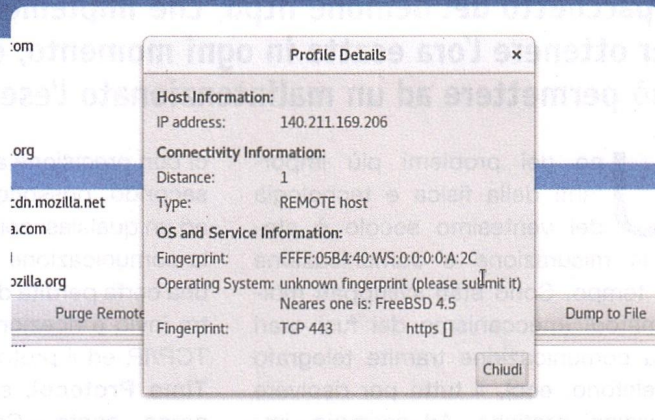 Profile Details
×
.om
Host Information:
IP address: 140.211.169.206
.org
Connectivity Information:
Distance: 1
Type: REMOTE host
:dn.mozilla.net
OS and Service Information:
a.com
Fingerprint: FFFF:05B4:40:WS:0:0:0:0:A:2C
Operating System: unknown fingerprint (please submit it)
ozilla.org
Nearest one is: FreeBSD 4.5
Purge Remote
Dump to File
Fingerprint: TCP 443 https []
Chiudi